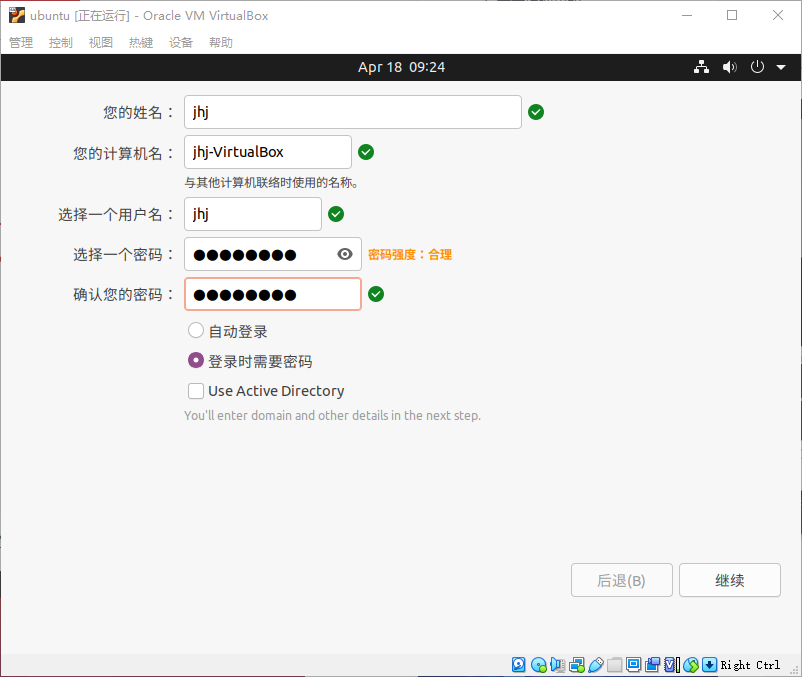 ubuntu [正在运行] - Oracle VM VirtualBox
管理 控制 视图 热键 设备 帮助
Apr 18 09:24
您的姓名： jhj
您的计算机名： jhj-VirtualBox
与其他计算机联络时使用的名称。
选择一个用户名： jhj
选择一个密码： ●●●●●●●● 密码强度：合理
确认您的密码： ●●●●●●●●
自动登录
登录时需要密码
Use Active Directory
You'll enter domain and other details in the next step.
后退(B) 继续
Right Ctrl